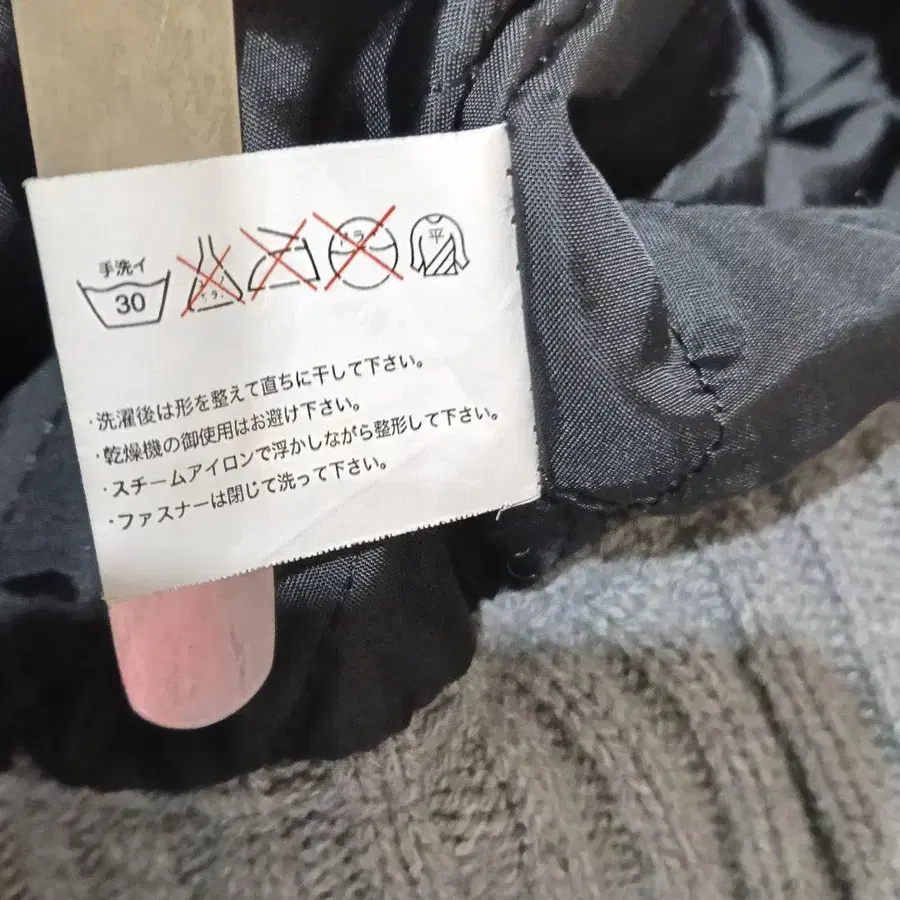 手洗イ
30
平
・洗濯後は形を整えて直ちに干して下さい。
・乾燥機の御使用はお避け下さい。
・スチームアイロンで浮かしながら整形して下さい。
・ファスナーは閉じて洗って下さい。